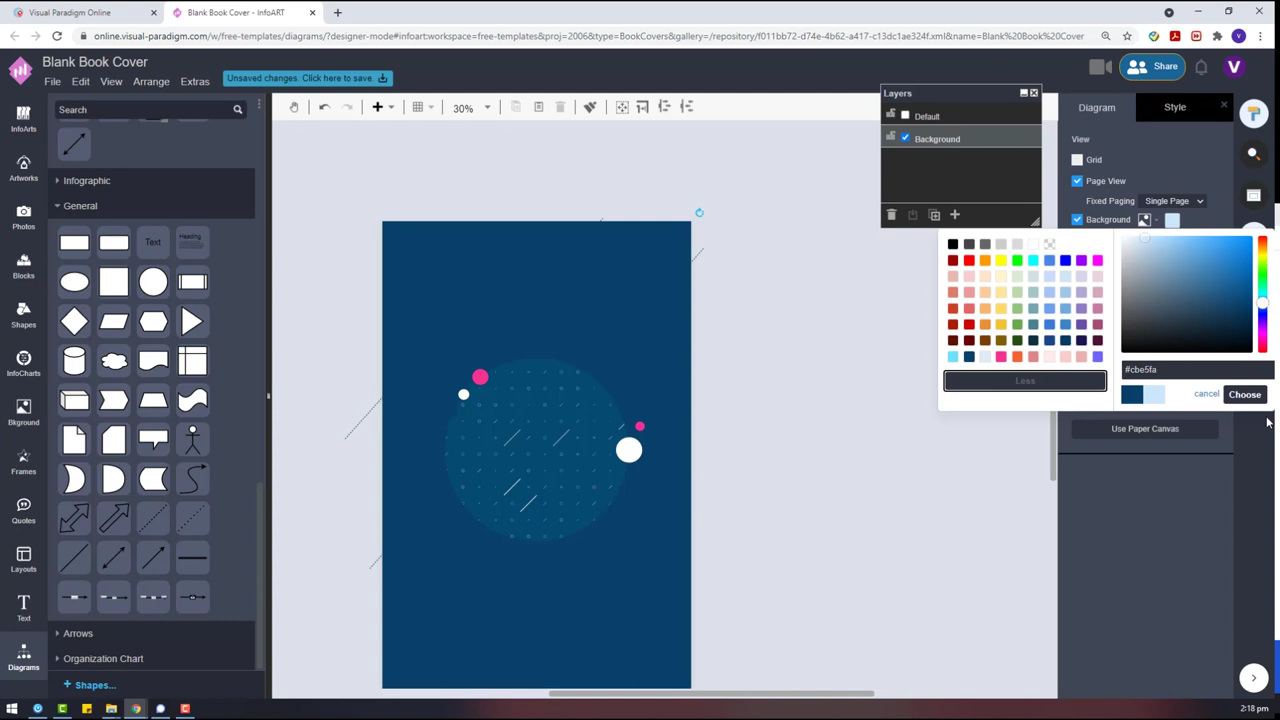 Visual Paradigm Online
Blank Book Cover - InfoART
online.visual-paradigm.com/w/free-templates/diagrams/?designer-mode#infoart:workspace=free-templates&proj=2006&type=BookCovers&gallery=/repository/f011bb72-d74e-4b62-a417-c13dc1ae324f.xml&name=Blank%20Book%20Cover
Blank Book Cover
File Edit View Arrange Extras
Unsaved changes. Click here to save.
Share
V
InfoArts
Artworks
Photos
Blocks
Shapes
InfoCharts
Bkground
Frames
Quotes
Layouts
Text
Diagrams
Search
Infographic
General
Text
Heading
Arrows
Organization Chart
+ Shapes...
30%
Layers
Default
Background
Diagram
Style
View
Grid
Page View
Fixed Paging Single Page
Background
#cbe5fa
Less
cancel
Choose
Use Paper Canvas
2:18 pm